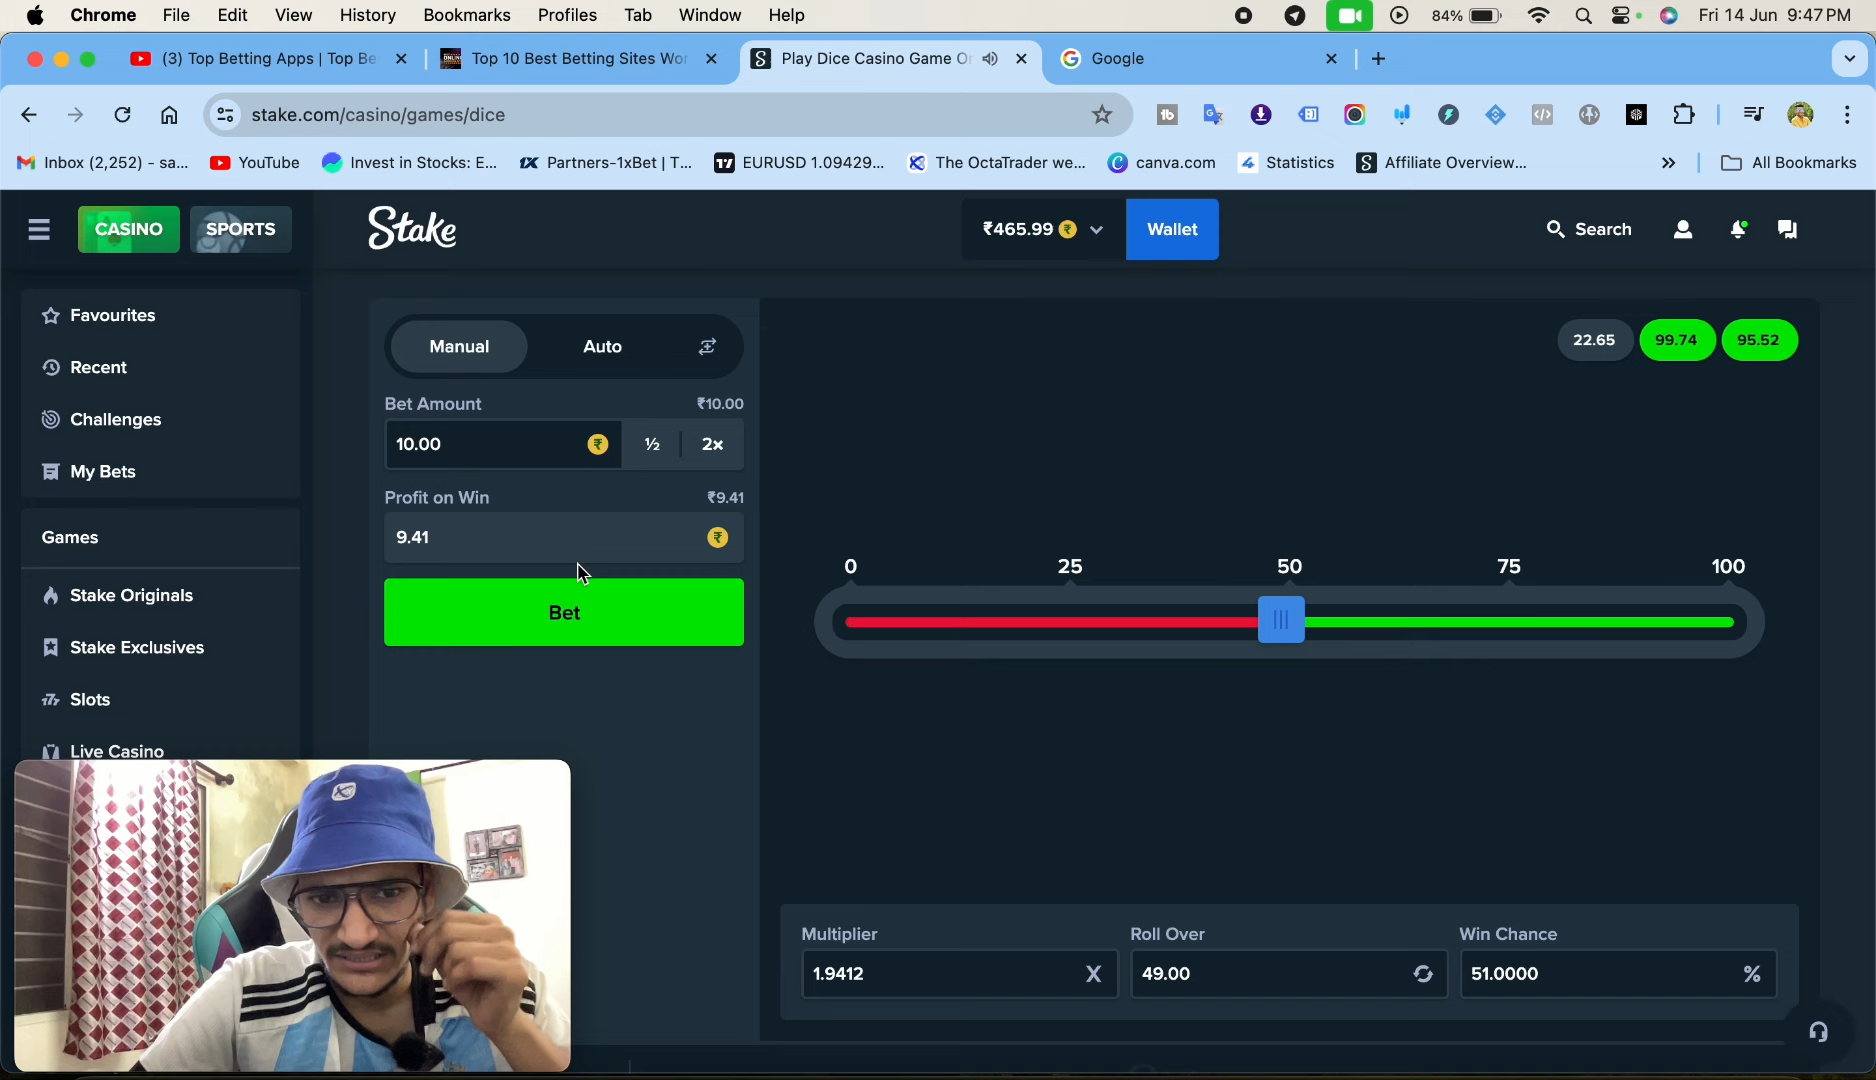 Chrome File Edit View History Bookmarks Profiles Tab Window Help 84% Fri 14 Jun 9:47 PM
(3) Top Betting Apps | Top Be Top 10 Best Betting Sites Wor Play Dice Casino Game Or Google
stake.com/casino/games/dice
Inbox (2,252) - sa... YouTube Invest in Stocks: E... Partners-1xBet | T... EURUSD 1.09429... The OctaTrader we... canva.com Statistics Affiliate Overview... » All Bookmarks
CASINO SPORTS Stake ₹465.99 Wallet Search
Favourites
Recent
Challenges
My Bets
Games
Stake Originals
Stake Exclusives
Slots
Live Casino
Manual Auto
Bet Amount ₹10.00
10.00 ½ 2×
Profit on Win ₹9.41
9.41
Bet
22.65 99.74 95.52
0 25 50 75 100
Multiplier Roll Over Win Chance
1.9412 49.00 51.0000 %